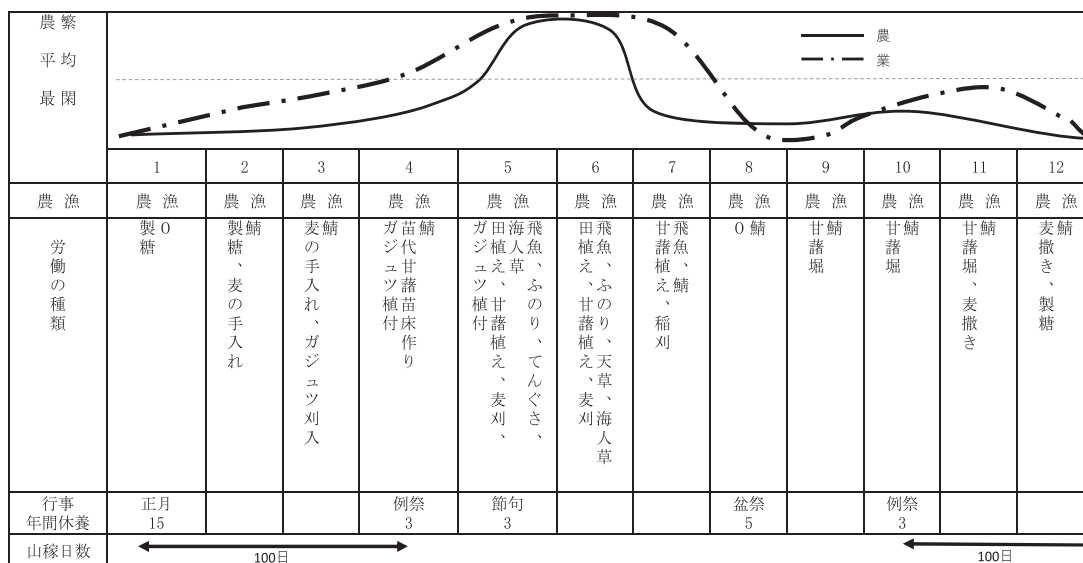 農繁
平均
最閑
農
業
1 2 3 4 5 6 7 8 9 10 11 12
農 漁 農 漁 農 漁 農 漁 農 漁 農 漁 農 漁 農 漁 農 漁 農 漁 農 漁 農 漁 農 漁
労働の種類
O
製糖
鯖
製糖、麦の手入れ
鯖
麦の手入れ、ガジュツ刈入
鯖
苗代甘藷苗床作り
ガジュツ植付
飛魚、ふのり、てんぐさ、
海人草
田植え、甘藷植え、麦刈、
ガジュツ植付
飛魚、ふのり、天草、海人草
田植え、甘藷植え、麦刈
飛魚、鯖
甘藷植え、稲刈
鯖
O
鯖
甘藷堀
鯖
甘藷堀
鯖
甘藷堀、麦撒き
鯖
麦撒き、製糖
行事 正月 例祭 節句 盆祭 例祭
年間休養 15 3 3 5 3
山稼日数 100日 100日